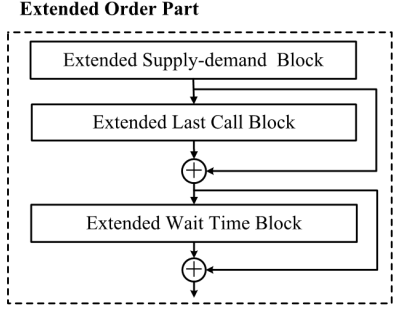 Extended Order Part
Extended Supply-demand Block
Extended Last Call Block
Extended Wait Time Block